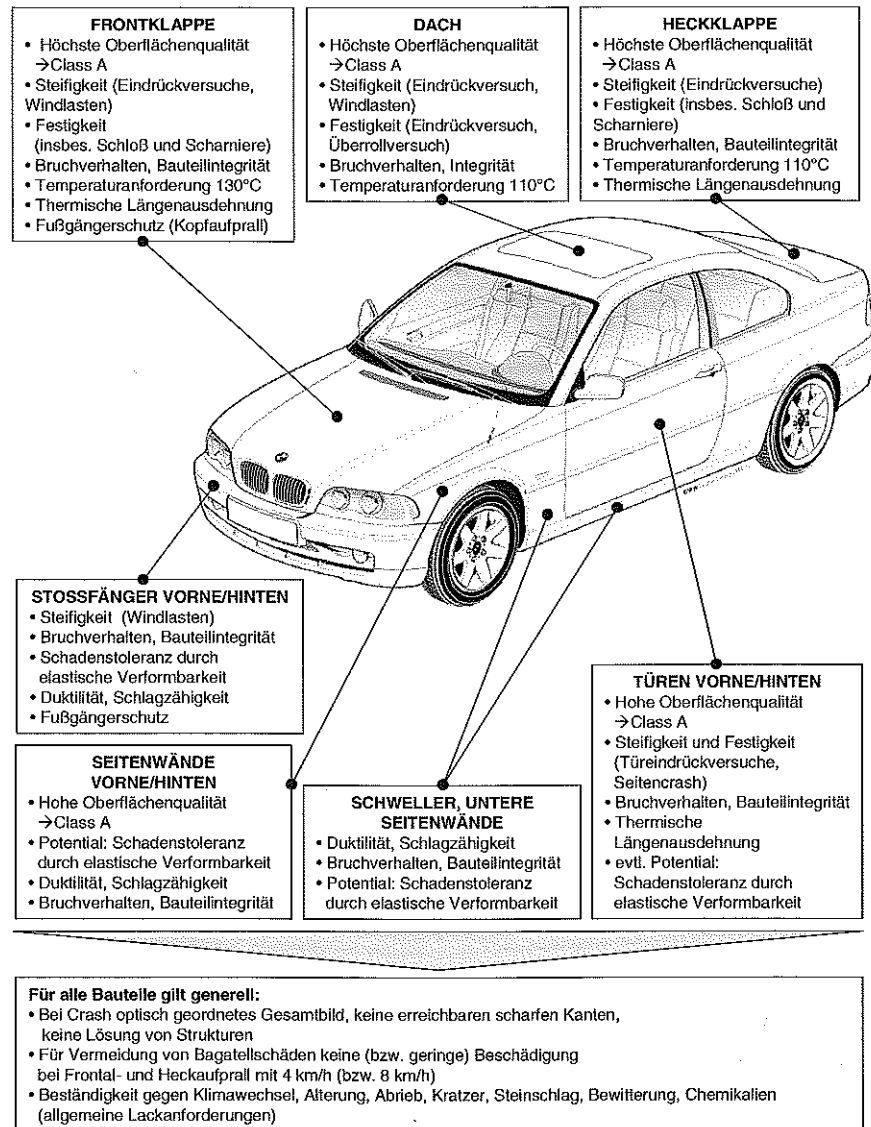 FRONTKLAPPE
• Höchste Oberflächenqualität
→Class A
• Steifigkeit (Eindrückversuche,
Windlasten)
• Festigkeit
(insbes. Schloß und Scharniere)
• Bruchverhalten, Bauteilintegrität
• Temperaturanforderung 130°C
• Thermische Längenausdehnung
• Fußgängerschutz (Kopfaufprall)
DACH
• Höchste Oberflächenqualität
→Class A
• Steifigkeit (Eindrückversuch,
Windlasten)
• Festigkeit (Eindrückversuch,
Überrollversuch)
• Bruchverhalten, Integrität
• Temperaturanforderung 110°C
HECKKLAPPE
• Höchste Oberflächenqualität
→Class A
• Steifigkeit (Eindrückversuche)
• Festigkeit (insbes. Schloß und
Scharniere)
• Bruchverhalten, Bauteilintegrität
• Temperaturanforderung 110°C
• Thermische Längenausdehnung
STOSSFÄNGER VORNE/HINTEN
• Steifigkeit (Windlasten)
• Bruchverhalten, Bauteilintegrität
• Schadenstoleranz durch
elastische Verformbarkeit
• Duktilität, Schlagzähigkeit
• Fußgängerschutz
SEITENWÄNDE
VORNE/HINTEN
• Hohe Oberflächenqualität
→Class A
• Potential: Schadenstoleranz
durch elastische Verformbarkeit
• Duktilität, Schlagzähigkeit
• Bruchverhalten, Bauteilintegrität
SCHWELLER, UNTERE
SEITENWÄNDE
• Duktilität, Schlagzähigkeit
• Bruchverhalten, Bauteilintegrität
• Potential: Schadenstoleranz
durch elastische Verformbarkeit
TÜREN VORNE/HINTEN
• Hohe Oberflächenqualität
→Class A
• Steifigkeit und Festigkeit
(Türeindrückversuche,
Seitencrash)
• Bruchverhalten, Bauteilintegrität
• Thermische
Längenausdehnung
• evtl. Potential:
Schadenstoleranz durch
elastische Verformbarkeit
Für alle Bauteile gilt generell:
• Bei Crash optisch geordnetes Gesamtbild, keine erreichbaren scharfen Kanten,
keine Lösung von Strukturen
• Für Vermeidung von Bagatellschäden keine (bzw. geringe) Beschädigung
bei Frontal- und Heckaufprall mit 4 km/h (bzw. 8 km/h)
• Beständigkeit gegen Klimawechsel, Alterung, Abrieb, Kratzer, Steinschlag, Bewitterung, Chemikalien
(allgemeine Lackanforderungen)